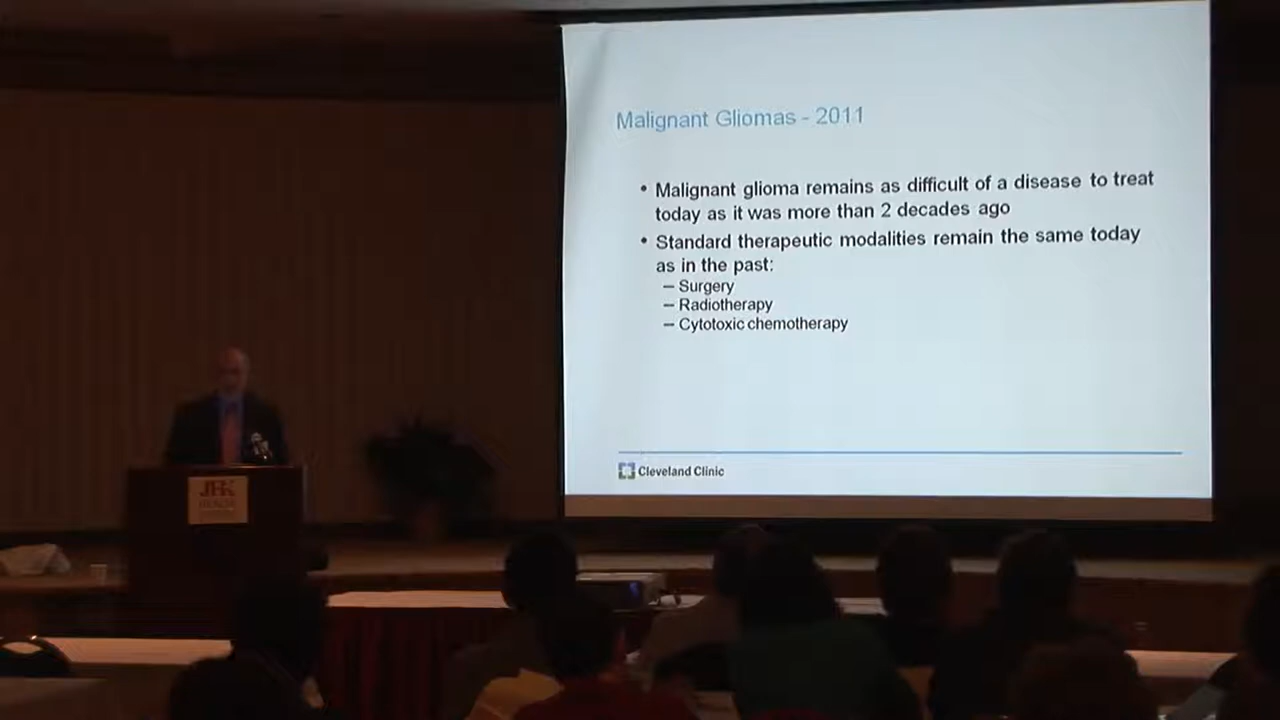 Malignant Gliomas - 2011
• Malignant glioma remains as difficult of a disease to treat
today as it was more than 2 decades ago
• Standard therapeutic modalities remain the same today
as in the past:
– Surgery
– Radiotherapy
– Cytotoxic chemotherapy
Cleveland Clinic
JFK
HEALTH